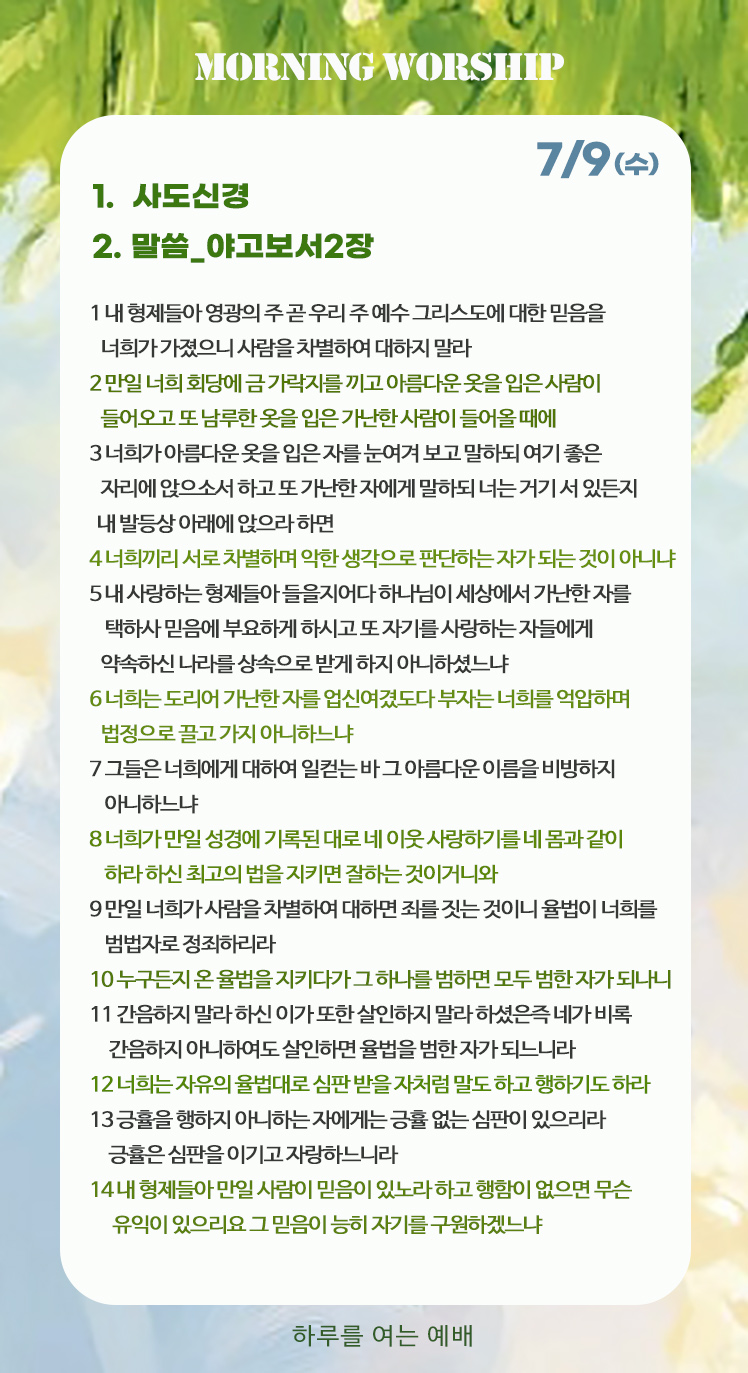 MORNING WORSHIP
7/9(수)
1. 사도신경
2. 말씀_야고보서2장
1 내 형제들아 영광의 주 곧 우리 주 예수 그리스도에 대한 믿음을
너희가 가졌으니 사람을 차별하여 대하지 말라
2 만일 너희 회당에 금 가락지를 끼고 아름다운 옷을 입은 사람이
들어오고 또 남루한 옷을 입은 가난한 사람이 들어올 때에
3 너희가 아름다운 옷을 입은 자를 눈여겨 보고 말하되 여기 좋은
자리에 앉으소서 하고 또 가난한 자에게 말하되 너는 거기 서 있든지
내 발등상 아래에 앉으라 하면
4 너희끼리 서로 차별하며 악한 생각으로 판단하는 자가 되는 것이 아니냐
5 내 사랑하는 형제들아 들을지어다 하나님이 세상에서 가난한 자를
택하사 믿음에 부요하게 하시고 또 자기를 사랑하는 자들에게
약속하신 나라를 상속으로 받게 하지 아니하셨느냐
6 너희는 도리어 가난한 자를 업신여겼도다 부자는 너희를 억압하며
법정으로 끌고 가지 아니하느냐
7 그들은 너희에게 대하여 일컫는 바 그 아름다운 이름을 비방하지
아니하느냐
8 너희가 만일 성경에 기록된 대로 네 이웃 사랑하기를 네 몸과 같이
하라 하신 최고의 법을 지키면 잘하는 것이거니와
9 만일 너희가 사람을 차별하여 대하면 죄를 짓는 것이니 율법이 너희를
범법자로 정죄하리라
10 누구든지 온 율법을 지키다가 그 하나를 범하면 모두 범한 자가 되나니
11 간음하지 말라 하신 이가 또한 살인하지 말라 하셨은즉 네가 비록
간음하지 아니하여도 살인하면 율법을 범한 자가 되느니라
12 너희는 자유의 율법대로 심판 받을 자처럼 말도 하고 행하기도 하라
13 긍휼을 행하지 아니하는 자에게는 긍휼 없는 심판이 있으리라
긍휼은 심판을 이기고 자랑하느니라
14 내 형제들아 만일 사람이 믿음이 있노라 하고 행함이 없으면 무슨
유익이 있으리요 그 믿음이 능히 자기를 구원하겠느냐
하루를 여는 예배